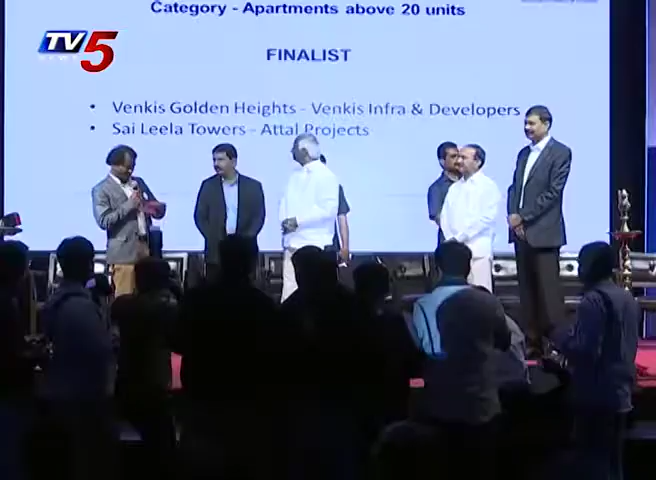 Category - Apartments above 20 units
TV5
NEWS
FINALIST
• Venkis Golden Heights - Venkis Infra & Developers
• Sai Leela Towers - Attal Projects